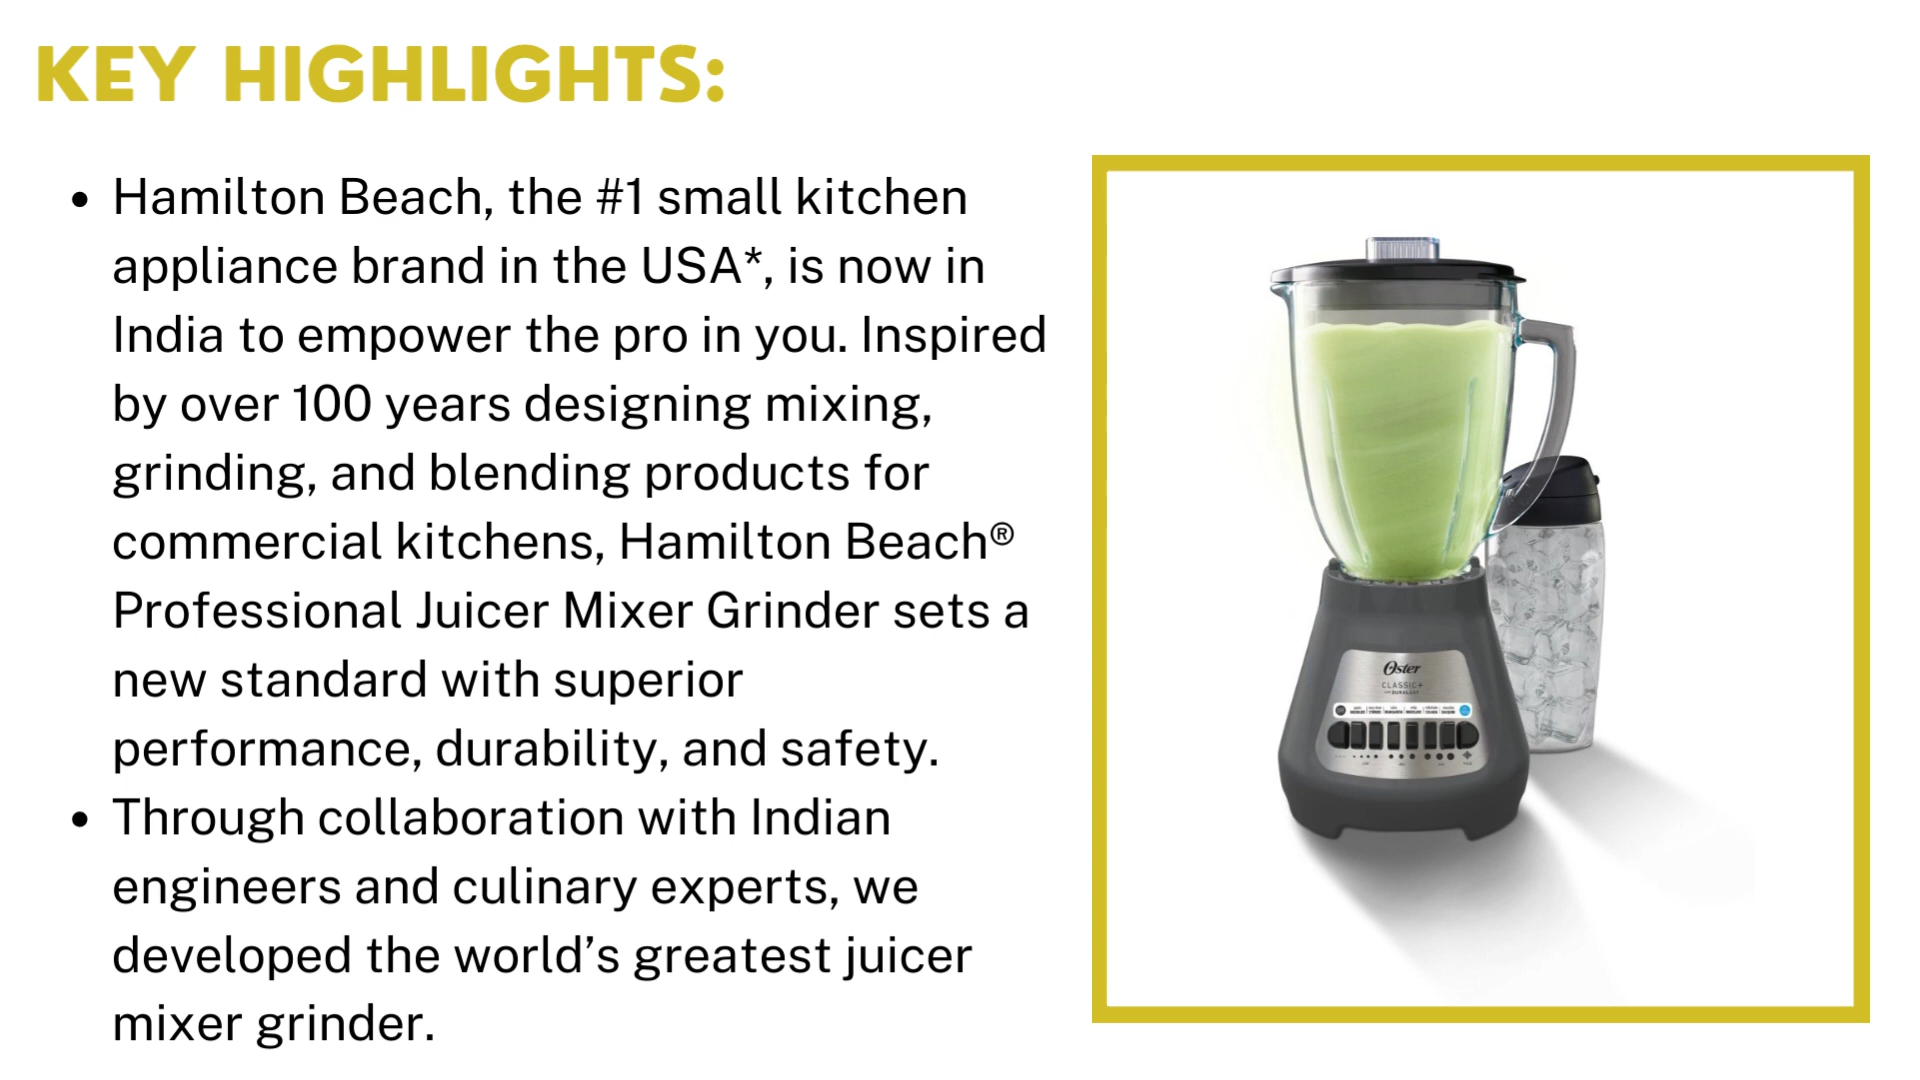 KEY HIGHLIGHTS:
• Hamilton Beach, the #1 small kitchen
appliance brand in the USA*, is now in
India to empower the pro in you. Inspired
by over 100 years designing mixing,
grinding, and blending products for
commercial kitchens, Hamilton Beach®
Professional Juicer Mixer Grinder sets a
new standard with superior
performance, durability, and safety.
• Through collaboration with Indian
engineers and culinary experts, we
developed the world’s greatest juicer
mixer grinder.
Oster
CLASSIC+